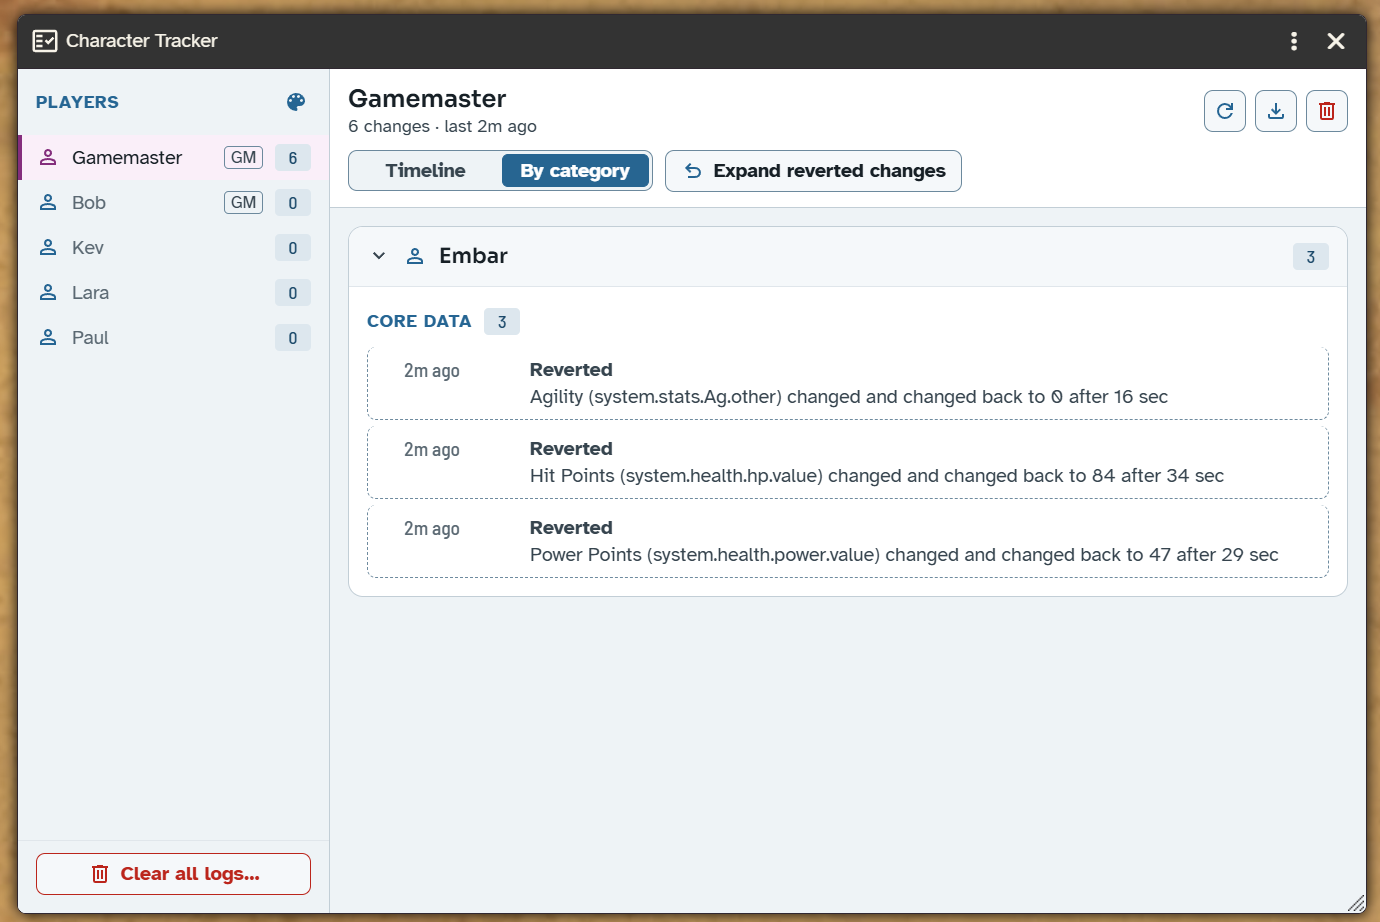 Character Tracker
PLAYERS
Gamemaster GM 6
Bob GM 0
Kev 0
Lara 0
Paul 0
Clear all logs...
Gamemaster
6 changes · last 2m ago
Timeline By category Expand reverted changes
Embar 3
CORE DATA 3
2m ago Reverted
Agility (system.stats.Ag.other) changed and changed back to 0 after 16 sec
2m ago Reverted
Hit Points (system.health.hp.value) changed and changed back to 84 after 34 sec
2m ago Reverted
Power Points (system.health.power.value) changed and changed back to 47 after 29 sec